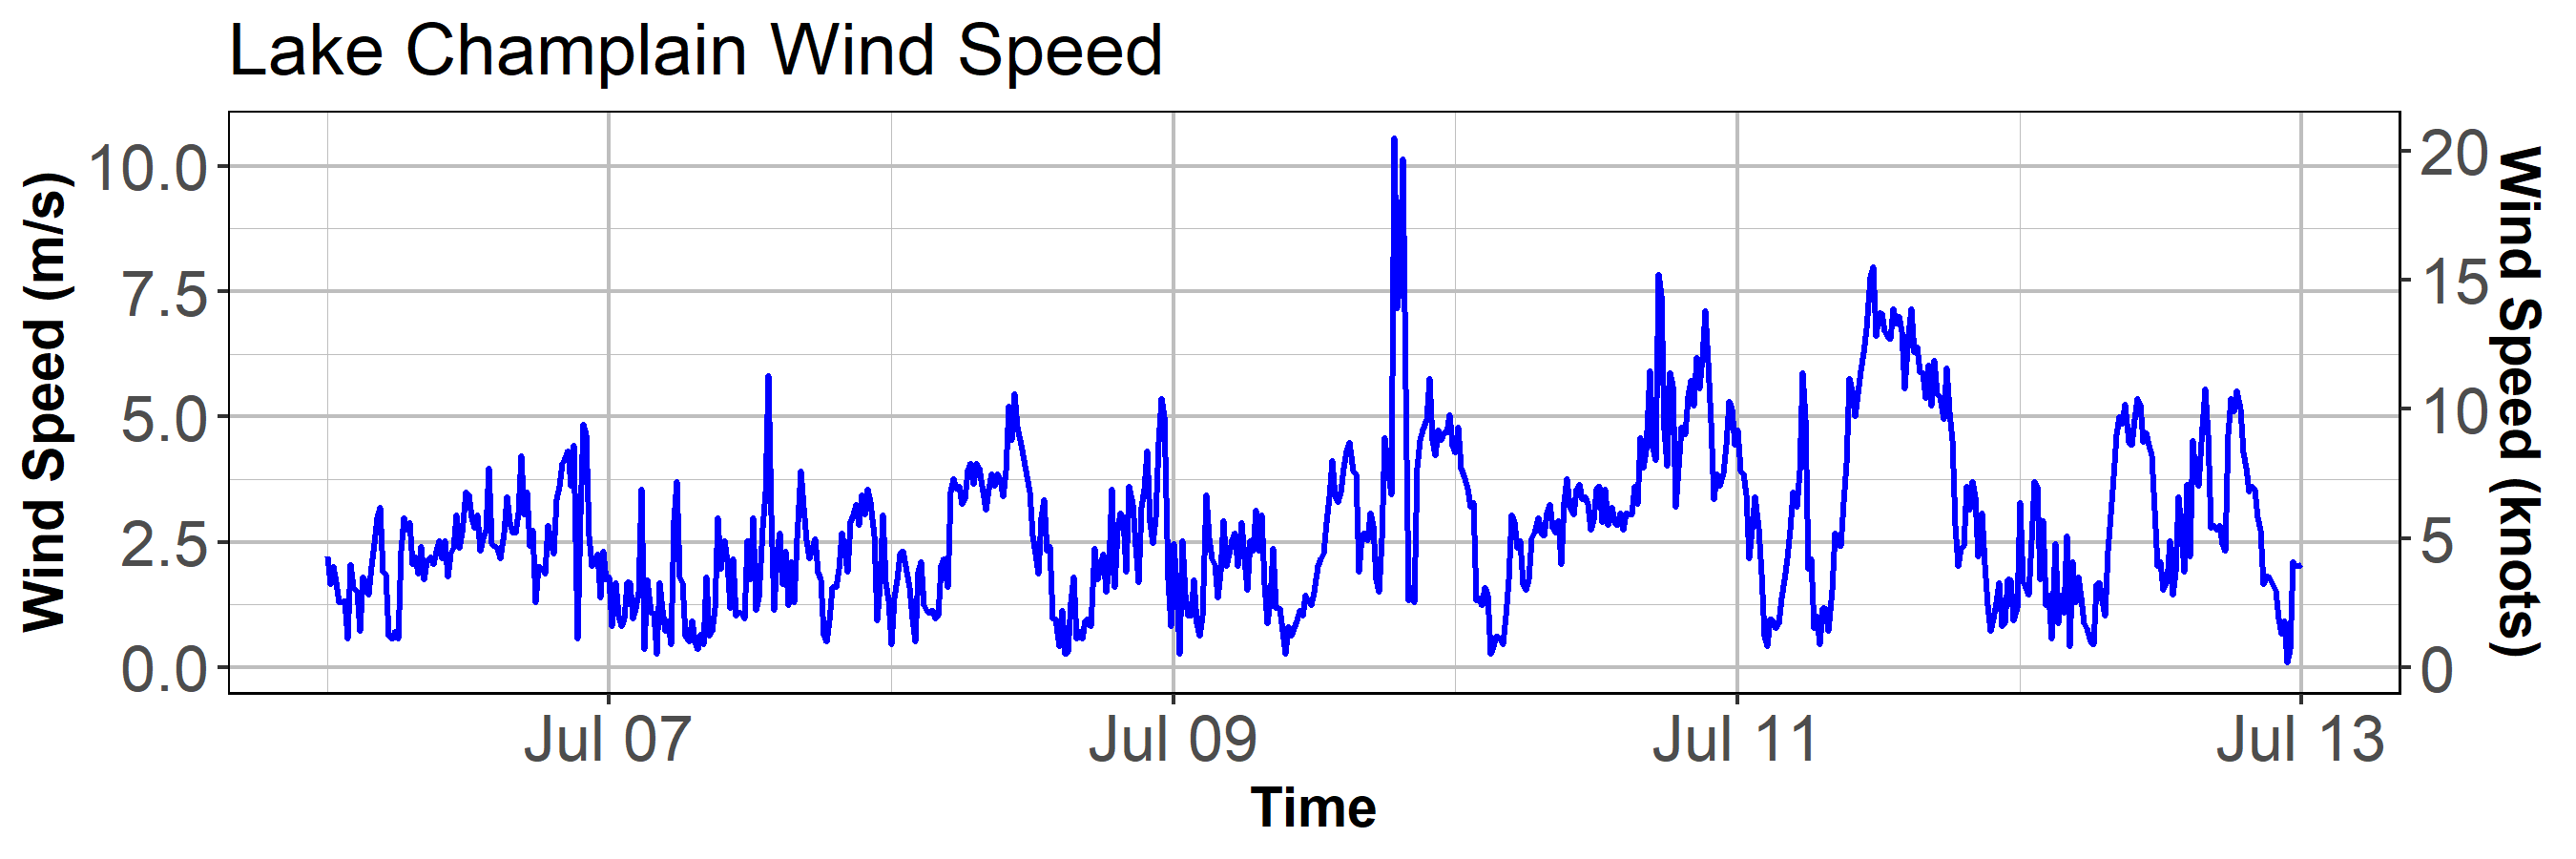 Lake Champlain Wind Speed
Wind Speed (m/s)
10.0
7.5
5.0
2.5
0.0
20
15
10
5
0
Wind Speed (knots)
Jul 07 Jul 09 Jul 11 Jul 13
Time